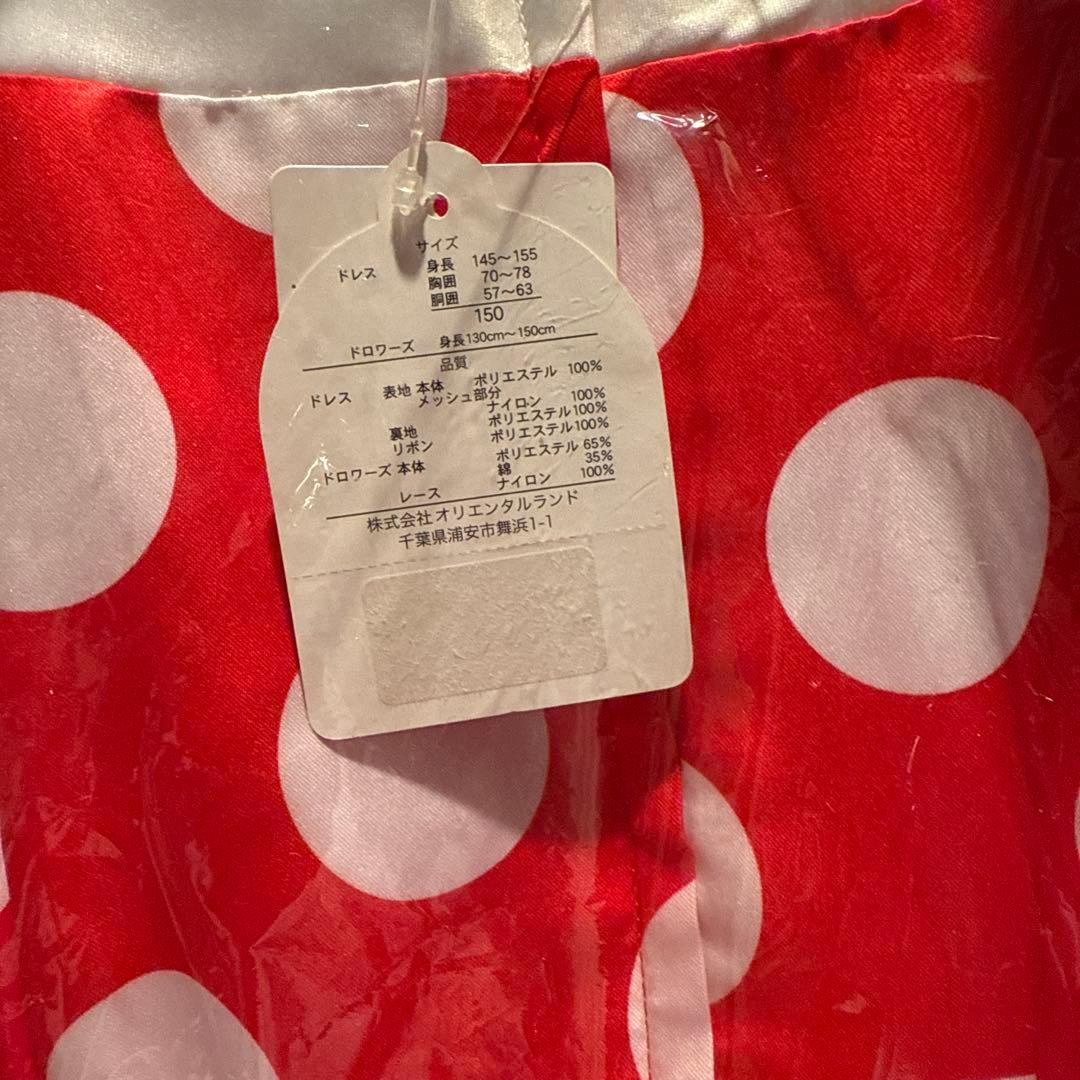 サイズ
ドレス 身長 145〜155
胸囲 70〜78
胴囲 57〜63
150
ドロワーズ 身長130cm〜150cm
品質
ドレス 表地 本体 ポリエステル 100%
メッシュ部分
ナイロン 100%
ポリエステル100%
裏地 ポリエステル100%
リボン
ポリエステル 65%
ドロワーズ 本体 綿 35%
レース ナイロン 100%
株式会社オリエンタルランド
千葉県浦安市舞浜1-1